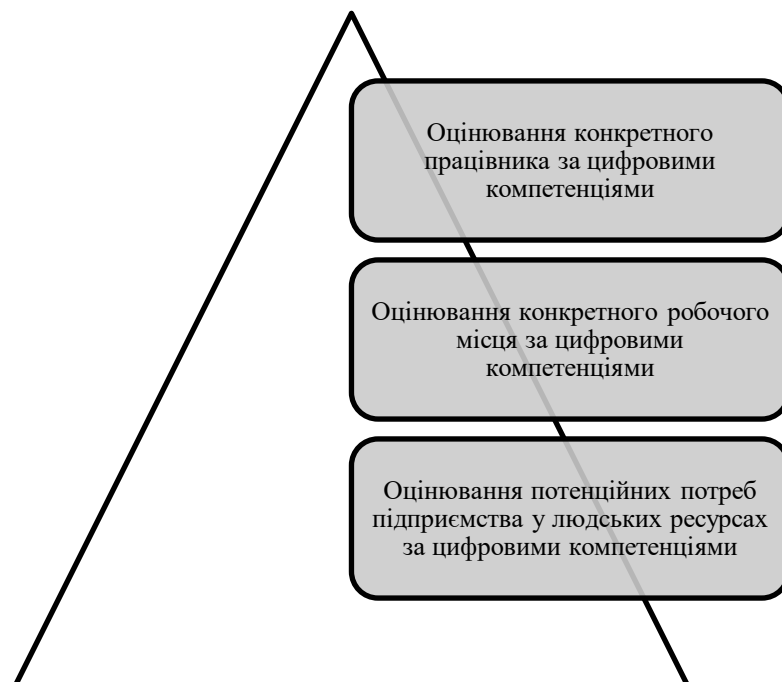 Оцінювання конкретного
працівника за цифровими
компетенціями
Оцінювання конкретного робочого
місця за цифровими
компетенціями
Оцінювання потенційних потреб
підприємства у людських ресурсах
за цифровими компетенціями